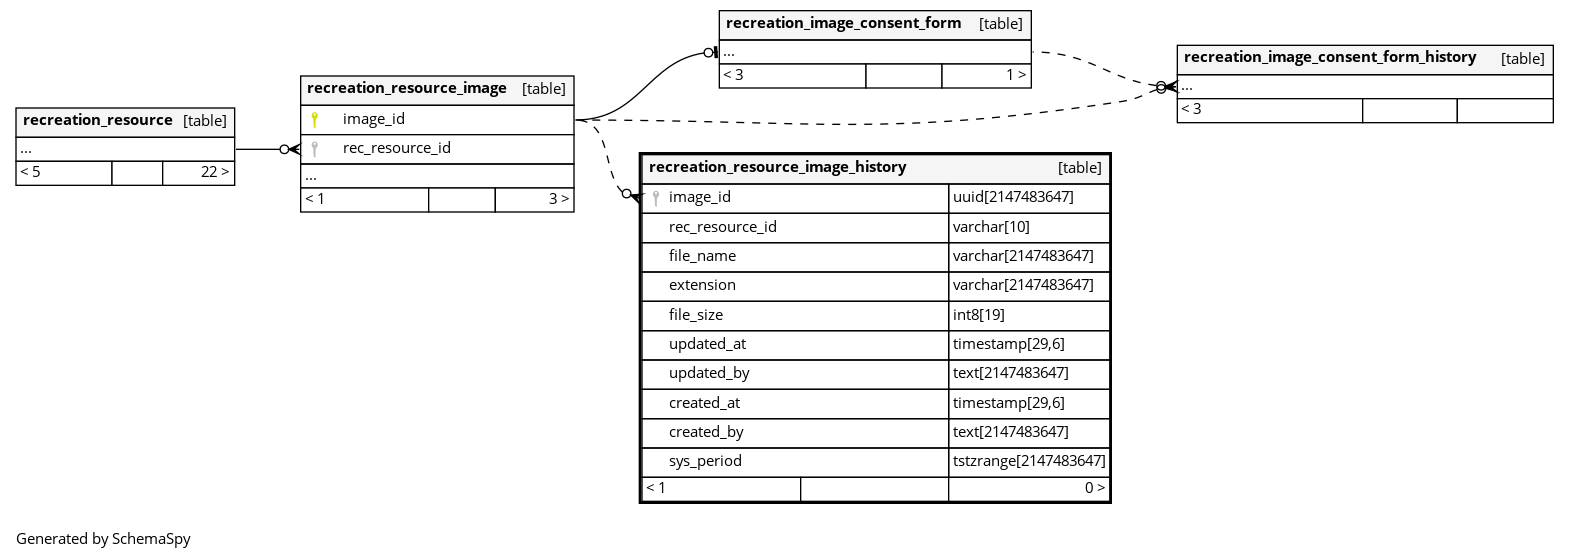 recreation_resource [table]
...
< 5 22 >
recreation_resource_image [table]
image_id
rec_resource_id
...
< 1 3 >
recreation_image_consent_form [table]
...
< 3 1 >
recreation_image_consent_form_history [table]
...
< 3
recreation_resource_image_history [table]
image_id uuid[2147483647]
rec_resource_id varchar[10]
file_name varchar[2147483647]
extension varchar[2147483647]
file_size int8[19]
updated_at timestamp[29,6]
updated_by text[2147483647]
created_at timestamp[29,6]
created_by text[2147483647]
sys_period tstzrange[2147483647]
< 1 0 >
Generated by SchemaSpy